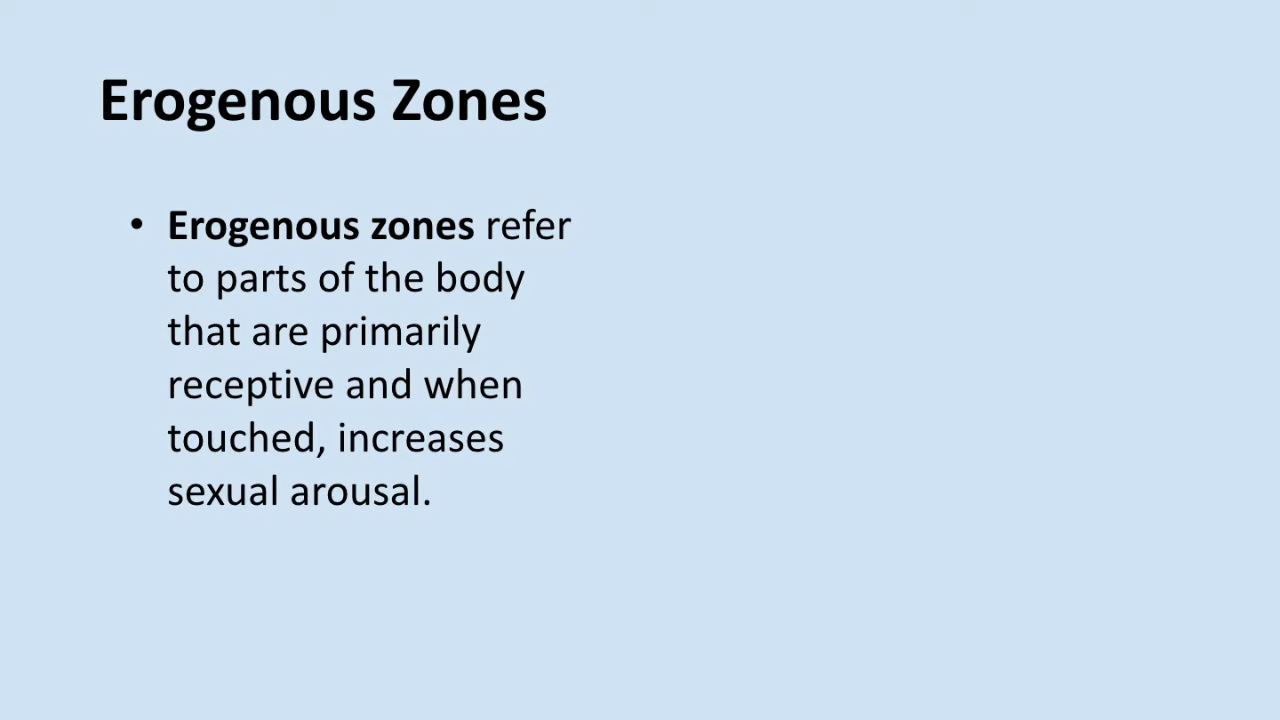 Erogenous Zones
• Erogenous zones refer
to parts of the body
that are primarily
receptive and when
touched, increases
sexual arousal.